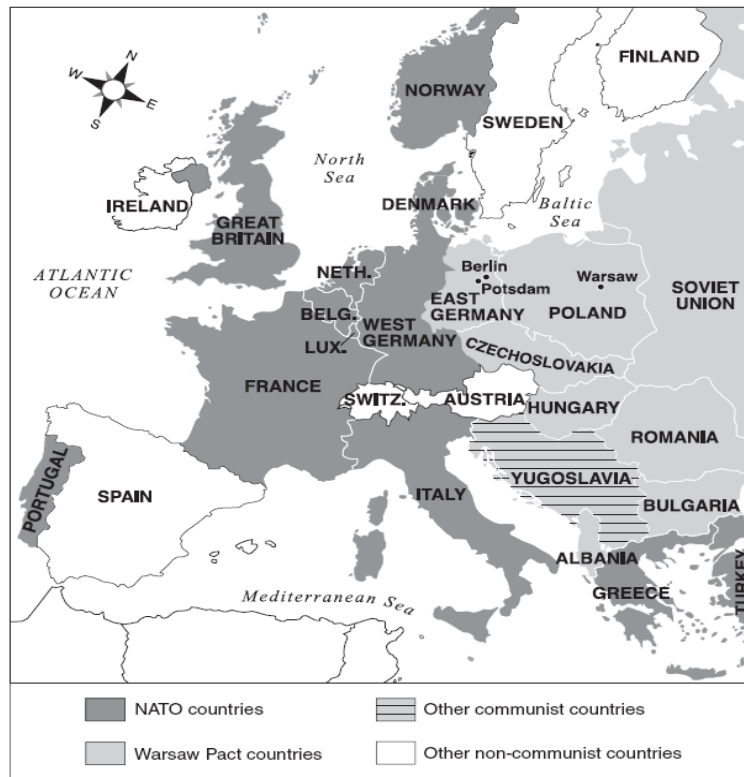 N
W
E
S
FINLAND
NORWAY
SWEDEN
North
Sea
IRELAND
DENMARK
Baltic
Sea
GREAT
BRITAIN
ATLANTIC
OCEAN
NETH.
Berlin
Potsdam
Warsaw
SOVIET
UNION
EAST
GERMANY
POLAND
BELG.
WEST
GERMANY
LUX.
CZECHOSLOVAKIA
FRANCE
SWITZ.
AUSTRIA
HUNGARY
ROMANIA
PORTUGAL
SPAIN
ITALY
YUGOSLAVIA
BULGARIA
ALBANIA
Mediterranean Sea
GREECE
TURKEY
NATO countries
Other communist countries
Warsaw Pact countries
Other non-communist countries